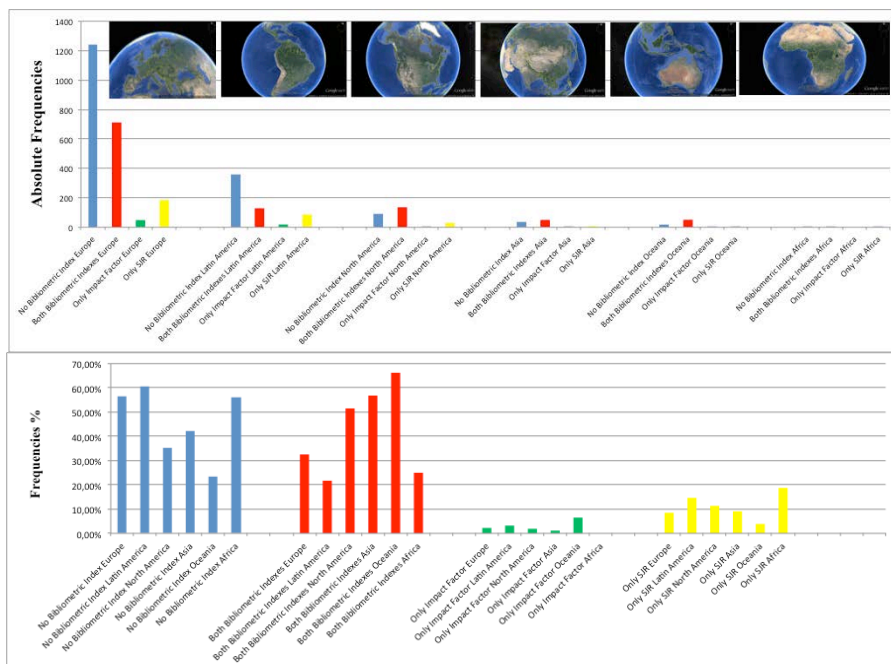 1400
1200
1000
800
600
400
200
0
Absolute Frequencies
Google earth
Google earth
Google earth
Google earth
Google earth
No Bibliometric Index Europe
Both Bibliometric Indexes Europe
Only Impact Factor Europe
Only SJR Europe
No Bibliometric Index Latin America
Both Bibliometric Indexes Latin America
Only Impact Factor Latin America
Only SJR Latin America
No Bibliometric Index North America
Both Bibliometric Indexes North America
Only Impact Factor North America
Only SJR North America
No Bibliometric Index Asia
Both Bibliometric Indexes Asia
Only Impact Factor Asia
Only SJR Asia
No Bibliometric Index Oceania
Both Bibliometric Indexes Oceania
Only Impact Factor Oceania
Only SJR Oceania
No Bibliometric Index Africa
Both Bibliometric Indexes Africa
Only Impact Factor Africa
Only SJR Africa
70,00%
60,00%
50,00%
40,00%
30,00%
20,00%
10,00%
0,00%
Frequencies %
No Bibliometric Index Europe
No Bibliometric Index Latin America
No Bibliometric Index North America
No Bibliometric Index Asia
No Bibliometric Index Oceania
No Bibliometric Index Africa
Both Bibliometric Indexes Europe
Both Bibliometric Indexes Latin America
Both Bibliometric Indexes North America
Both Bibliometric Indexes Asia
Both Bibliometric Indexes Oceania
Both Bibliometric Indexes Africa
Only Impact Factor Europe
Only Impact Factor Latin America
Only Impact Factor North America
Only Impact Factor Asia
Only Impact Factor Oceania
Only Impact Factor Africa
Only SJR Europe
Only SJR Latin America
Only SJR North America
Only SJR Asia
Only SJR Oceania
Only SJR Africa